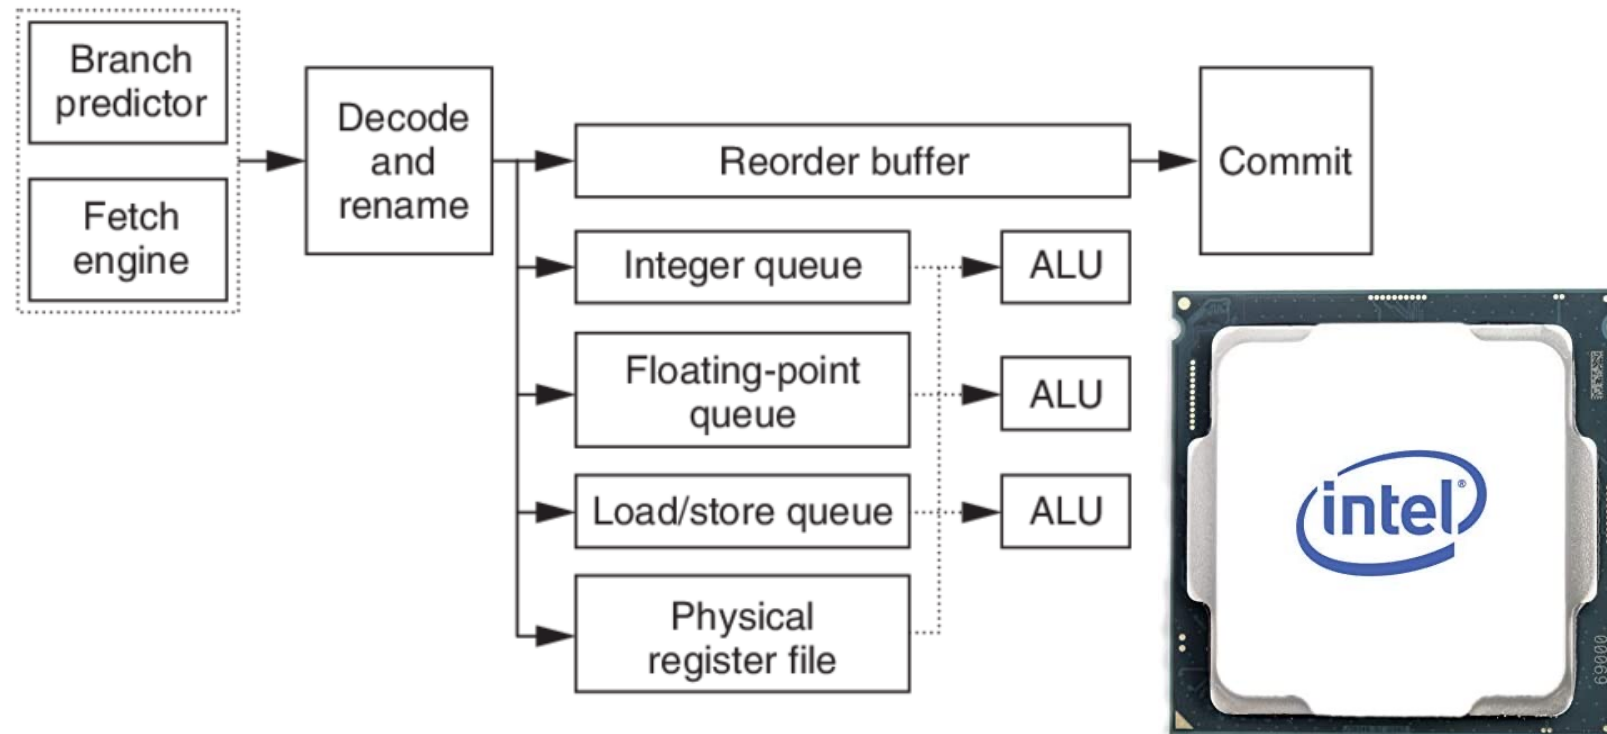 Branch
predictor
Fetch
engine
Decode
and
rename
Reorder buffer
Commit
Integer queue
ALU
Floating-point
queue
ALU
Load/store queue
ALU
Physical
register file
intel®
69000